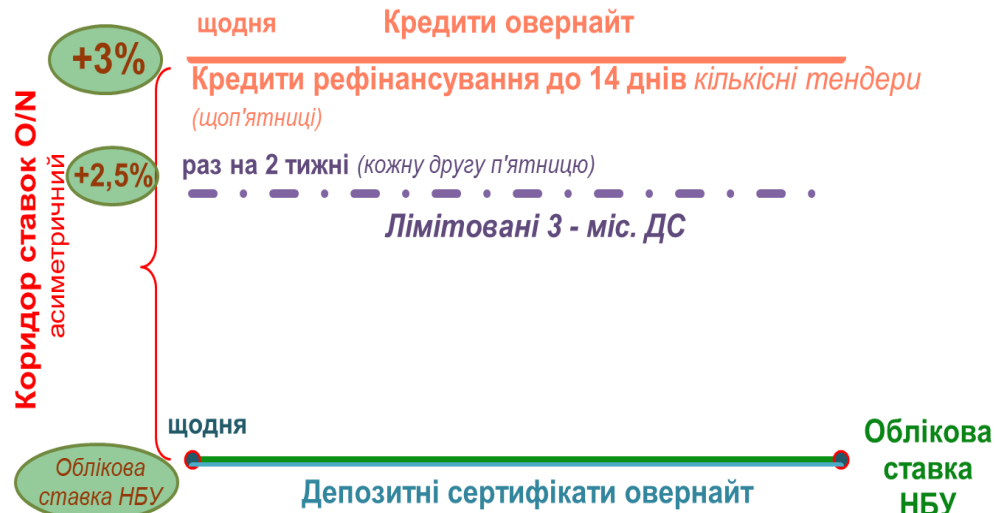 щодня
Кредити овернайт
+3%
Кредити рефінансування до 14 днів кількісні тендери
(щоп'ятниці)
Коридор ставок O/N
асиметричний
+2,5%
раз на 2 тижні (кожну другу п'ятницю)
Лімітовані 3 - міс. ДС
щодня
Облікова
ставка НБУ
Депозитні сертифікати овернайт
Облікова
ставка
НБУ